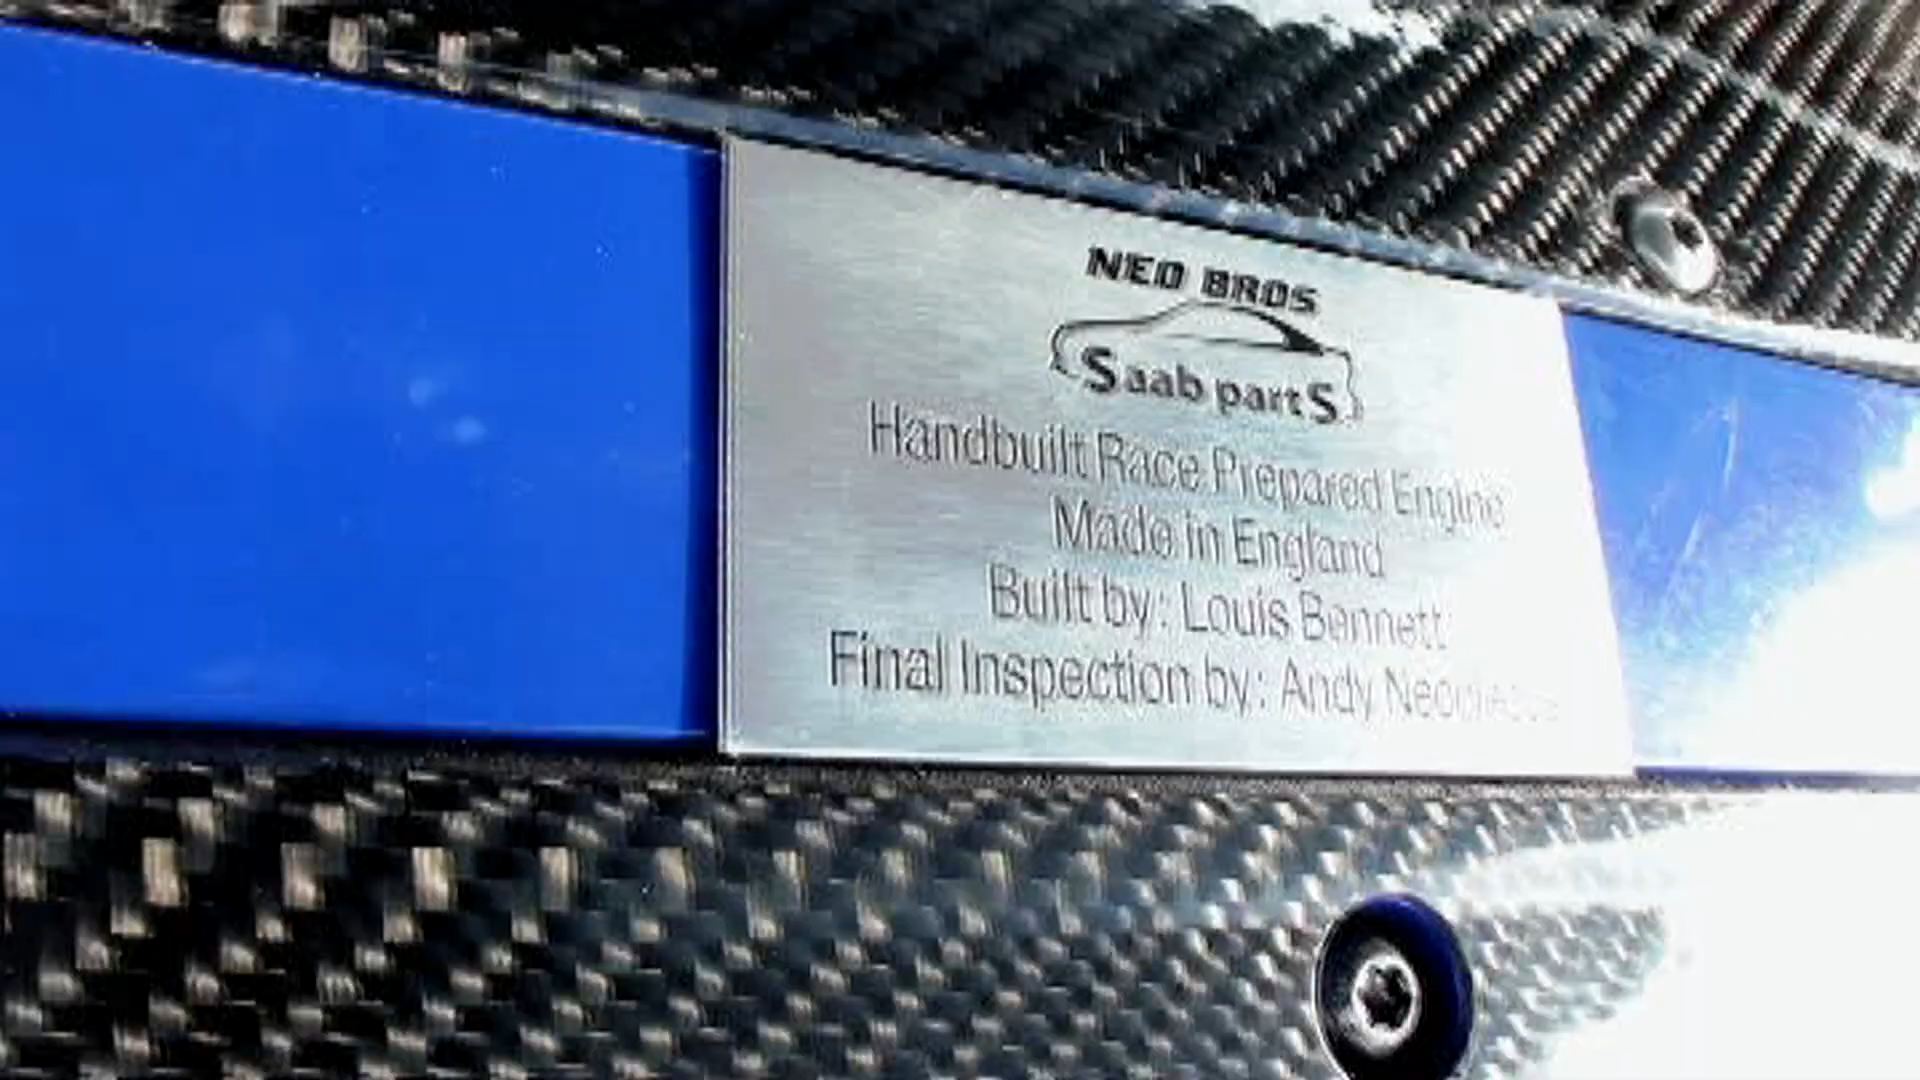 NEO BROS
Saab partS
Handbuilt Race Prepared Engine
Made in England
Built by: Louis Bennett
Final Inspection by: Andy